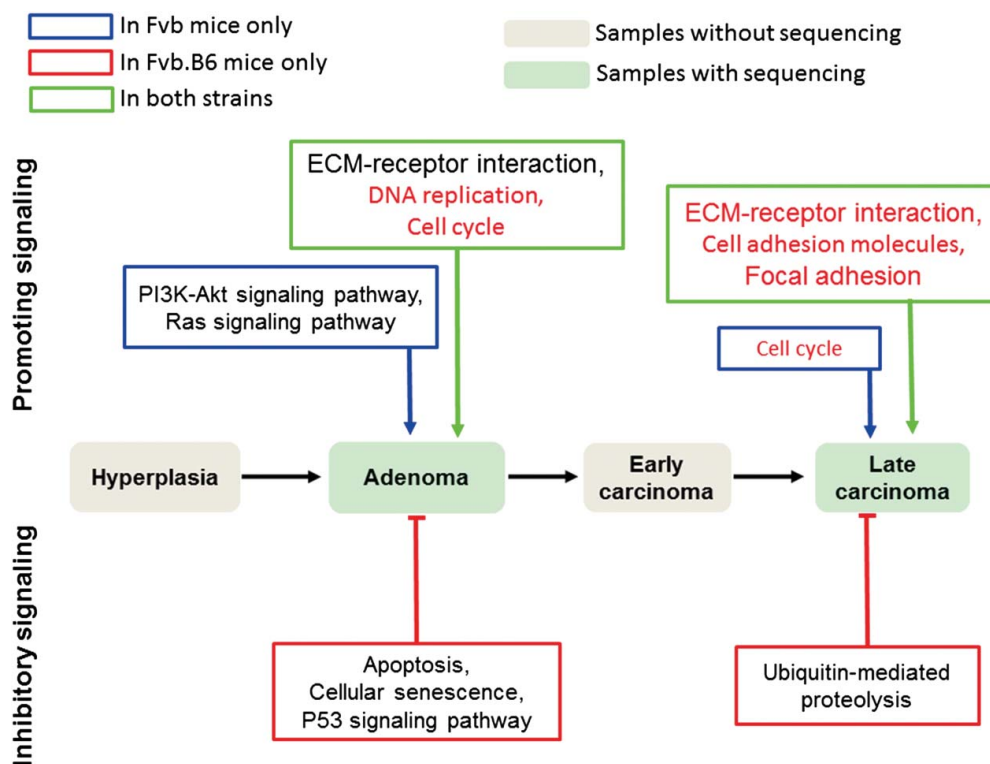 In Fvb mice only
In Fvb.B6 mice only
In both strains
Samples without sequencing
Samples with sequencing
Promoting signaling
ECM-receptor interaction,
DNA replication,
Cell cycle
PI3K-Akt signaling pathway,
Ras signaling pathway
ECM-receptor interaction,
Cell adhesion molecules,
Focal adhesion
Cell cycle
Hyperplasia
Adenoma
Early
carcinoma
Late
carcinoma
Inhibitory signaling
Apoptosis,
Cellular senescence,
P53 signaling pathway
Ubiquitin-mediated
proteolysis